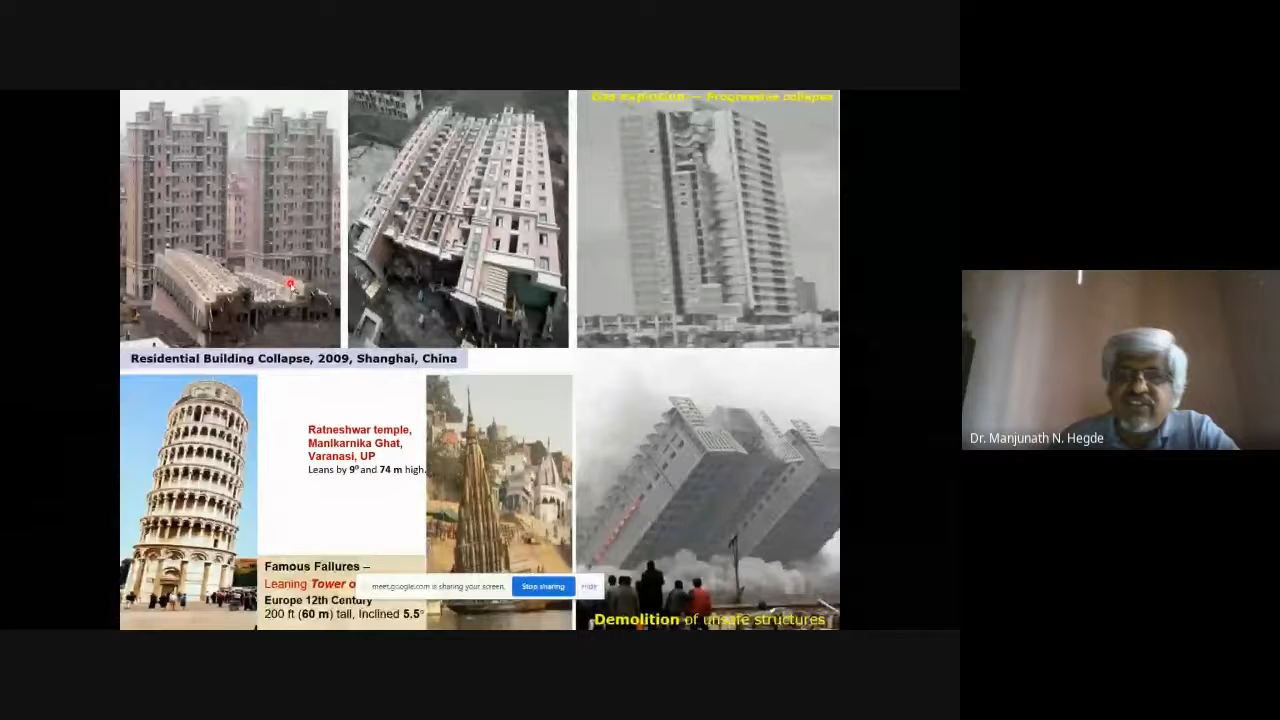 Gas explosion — Progressive collapse
Residential Building Collapse, 2009, Shanghai, China
Ratneshwar temple,
Manikarnika Ghat,
Varanasi, UP
Leans by 9⁰ and 74 m high.
Famous Failures –
Leaning Tower o
Europe 12th Century
200 ft (60 m) tall, Inclined 5.5°
meet.google.com is sharing your screen.
Stop sharing
Hide
Demolition of unsafe structures
Dr. Manjunath N. Hegde